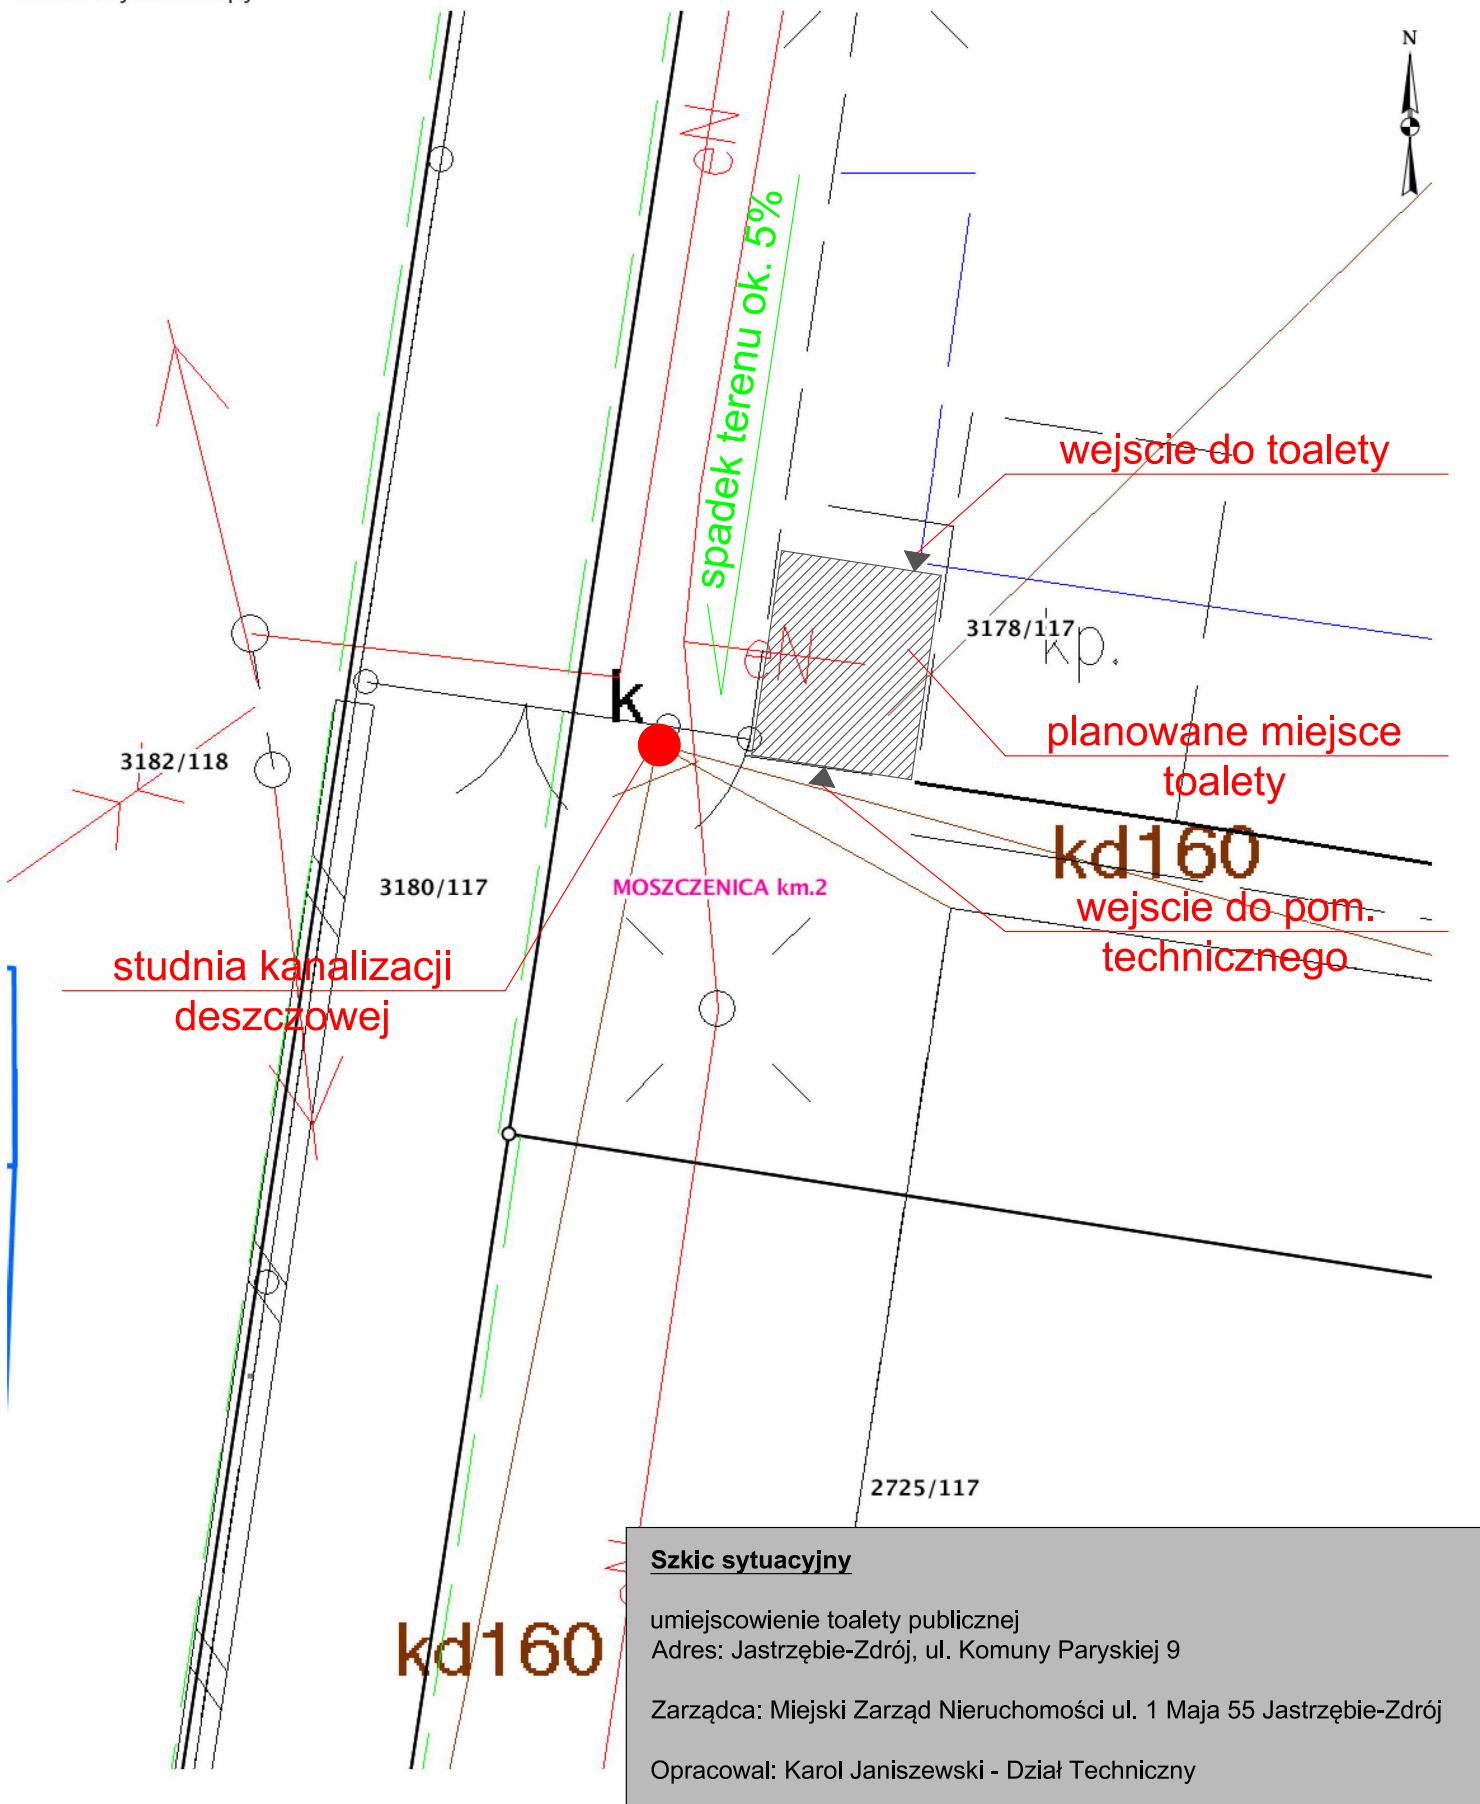 N
eN
spadek terenu ok. 5%
wejscie do toalety
3178/117
kp.
eN
k
planowane miejsce
toalety
3182/118
kd160
3180/117
MOSZCZENICA km.2
wejscie do pom.
technicznego
studnia kanalizacji
deszczowej
2725/117
kd160
Szkic sytuacyjny
umiejscowienie toalety publicznej
Adres: Jastrzębie-Zdrój, ul. Komuny Paryskiej 9
Zarządca: Miejski Zarząd Nieruchomości ul. 1 Maja 55 Jastrzębie-Zdrój
Opracowal: Karol Janiszewski - Dział Techniczny